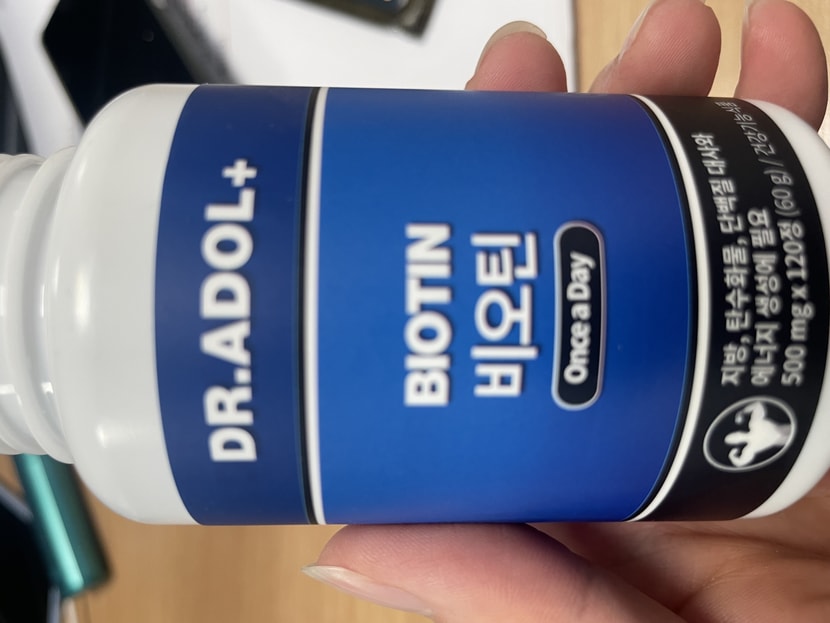 DR.ADOL+
BIOTIN
비오틴
Once a Day
지방, 탄수화물, 단백질 대사와
에너지 생성에 필요
500 mg x 120정 (60 g) / 건강기능식품